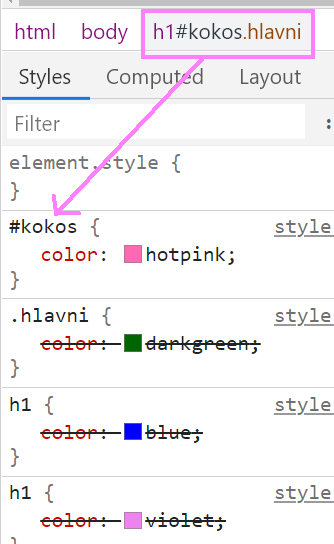 html body h1#kokos.hlavni
Styles Computed Layout
Filter :
element.style {
}
#kokos { style
color: hotpink;
}
.hlavni { style
color: darkgreen;
}
h1 { style
color: blue;
}
h1 { style
color: violet;